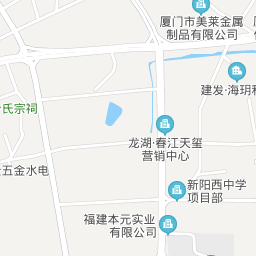 厦门市美莱金属
制品有限公司
建发·海玥和
氏宗祠
龙湖·春江天玺
营销中心
五金水电
新阳西中学
项目部
福建本元实业
有限公司